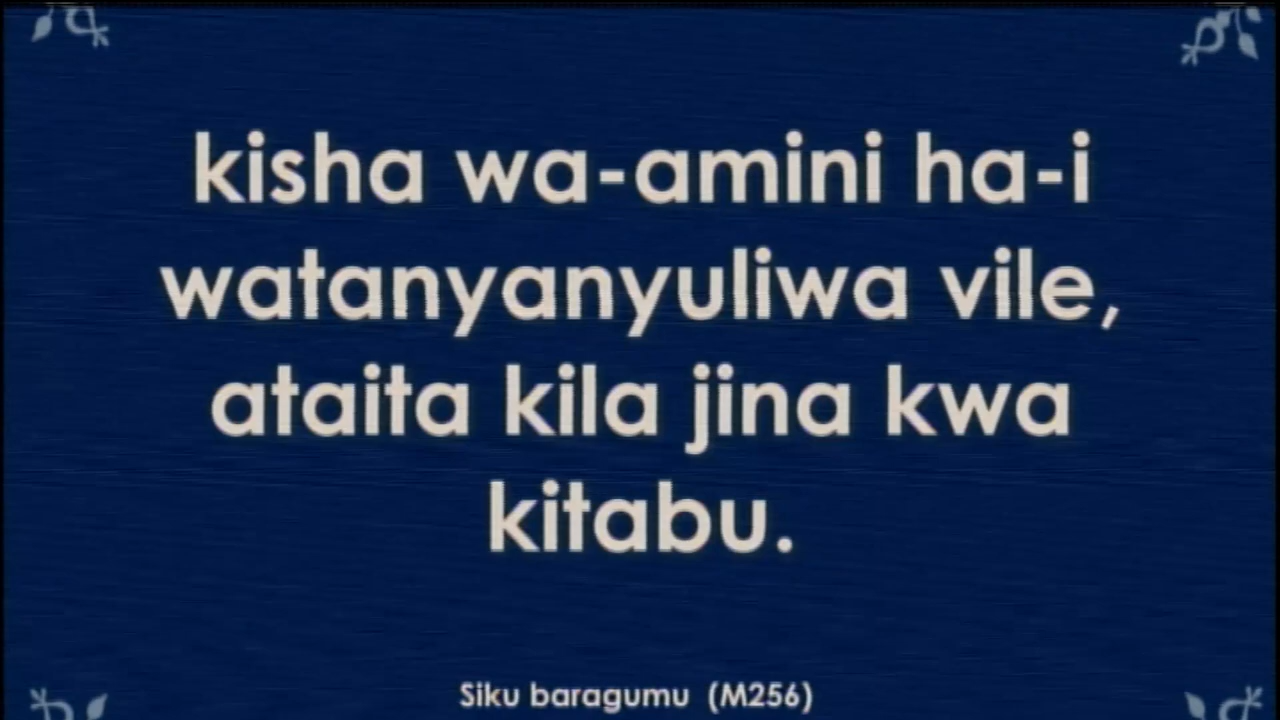 kisha wa-amini ha-i
watanyanyuliwa vile,
ataita kila jina kwa
kitabu.
Siku baragumu (M256)